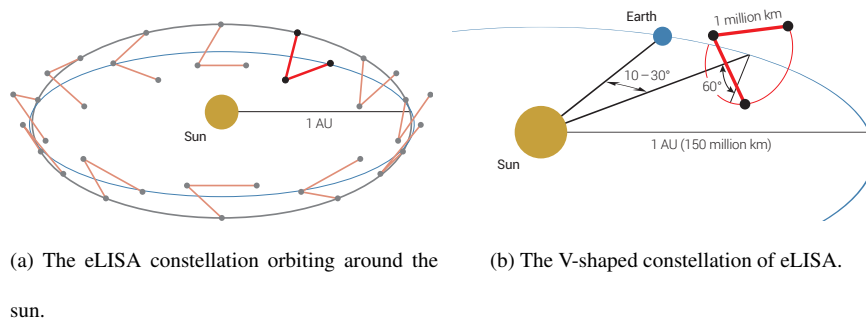 Sun
1 AU
Earth
1 million km
10 – 30°
60°
1 AU (150 million km)
Sun
(a) The eLISA constellation orbiting around the
sun.
(b) The V-shaped constellation of eLISA.